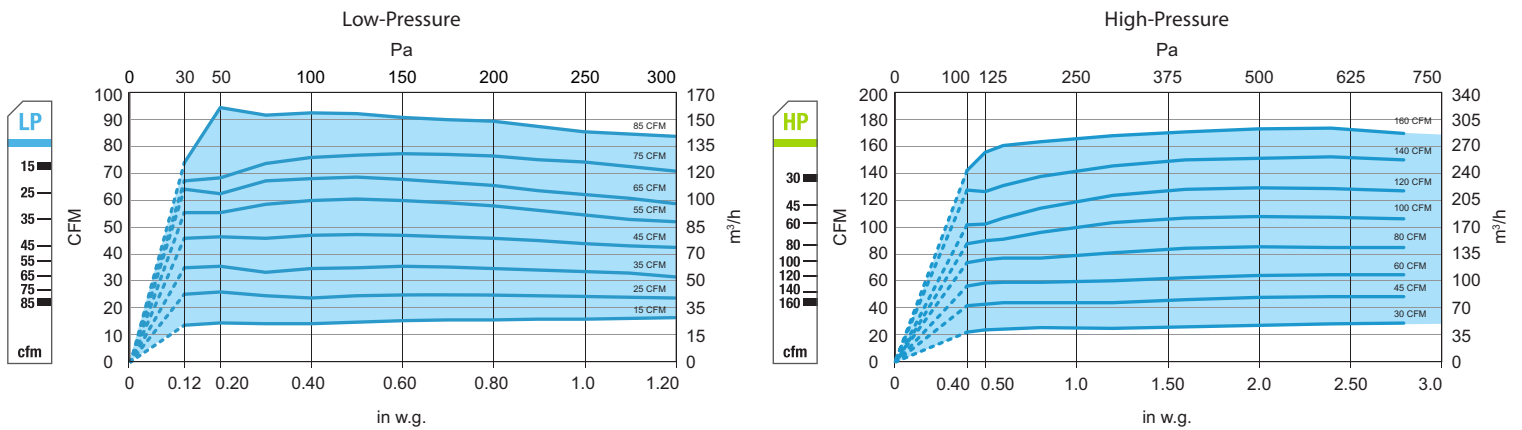 Low-Pressure
Pa
0 30 50 100 150 200 250 300
LP
15
25
35
45
55
65
75
85
cfm
CFM
100
90
80
70
60
50
40
30
20
10
0
85 CFM
75 CFM
65 CFM
55 CFM
45 CFM
35 CFM
25 CFM
15 CFM
170
150
135
120
100
85
70
50
35
15
0
m³/h
0 0.12 0.20 0.40 0.60 0.80 1.0 1.20
in w.g.
High-Pressure
Pa
0 100 125 250 375 500 625 750
HP
30
45
60
80
100
120
140
160
cfm
CFM
200
180
160
140
120
100
80
60
40
20
0
160 CFM
140 CFM
120 CFM
100 CFM
80 CFM
60 CFM
45 CFM
30 CFM
340
305
270
240
205
170
135
100
70
35
0
m³/h
0 0.40 0.50 1.0 1.50 2.0 2.50 3.0
in w.g.